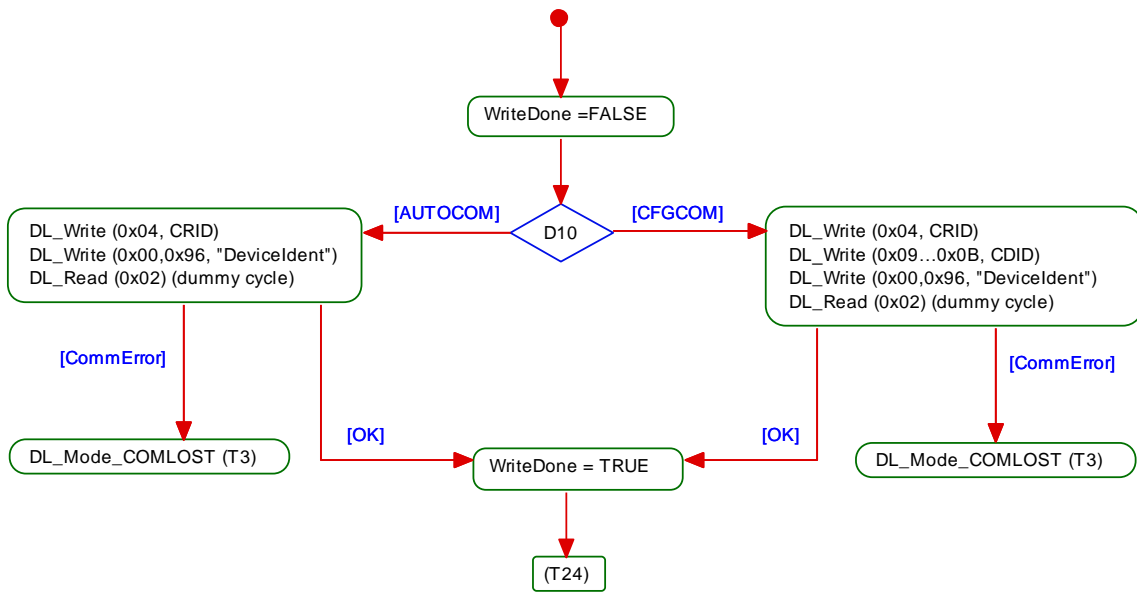 WriteDone =FALSE
[AUTOCOM]
D10
[CFGCOM]
DL_Write (0x04, CRID)
DL_Write (0x00,0x96, "DeviceIdent")
DL_Read (0x02) (dummy cycle)
DL_Write (0x04, CRID)
DL_Write (0x09…0x0B, CDID)
DL_Write (0x00,0x96, "DeviceIdent")
DL_Read (0x02) (dummy cycle)
[CommError]
[CommError]
[OK]
[OK]
DL_Mode_COMLOST (T3)
WriteDone = TRUE
DL_Mode_COMLOST (T3)
(T24)